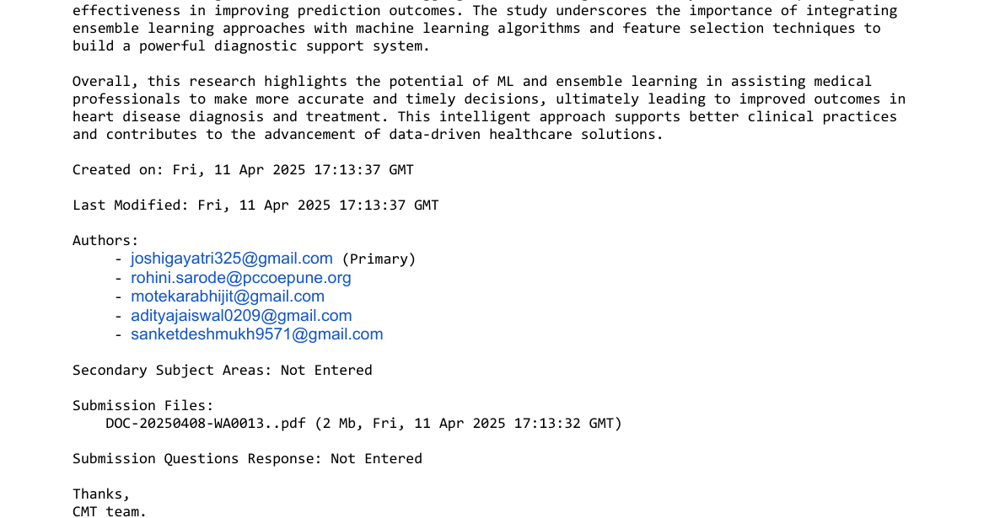 effectiveness in improving prediction outcomes. The study underscores the importance of integrating
ensemble learning approaches with machine learning algorithms and feature selection techniques to
build a powerful diagnostic support system.
Overall, this research highlights the potential of ML and ensemble learning in assisting medical
professionals to make more accurate and timely decisions, ultimately leading to improved outcomes in
heart disease diagnosis and treatment. This intelligent approach supports better clinical practices
and contributes to the advancement of data-driven healthcare solutions.
Created on: Fri, 11 Apr 2025 17:13:37 GMT
Last Modified: Fri, 11 Apr 2025 17:13:37 GMT
Authors:
- joshigayatri325@gmail.com (Primary)
- rohini.sarode@pccoepune.org
- motekarabhijit@gmail.com
- adityajaiswal0209@gmail.com
- sanketdeshmukh9571@gmail.com
Secondary Subject Areas: Not Entered
Submission Files:
DOC-20250408-WA0013..pdf (2 Mb, Fri, 11 Apr 2025 17:13:32 GMT)
Submission Questions Response: Not Entered
Thanks,
CMT team.